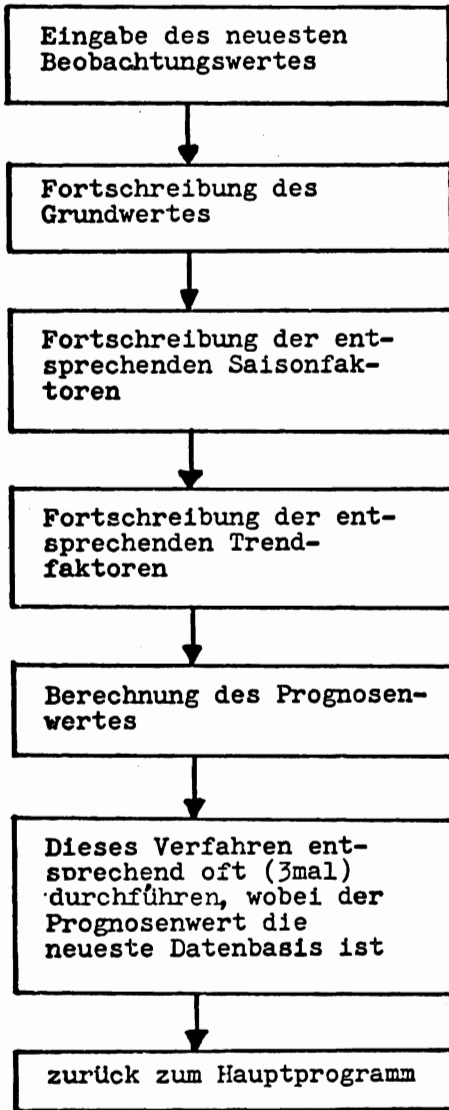 Eingabe des neuesten
Beobachtungswertes
Fortschreibung des
Grundwertes
Fortschreibung der ent-
sprechenden Saisonfak-
toren
Fortschreibung der ent-
sprechenden Trend-
faktoren
Berechnung des Prognosen-
wertes
Dieses Verfahren ent-
sprechend oft (3mal)
durchführen, wobei der
Prognosenwert die
neueste Datenbasis ist
zurück zum Hauptprogramm